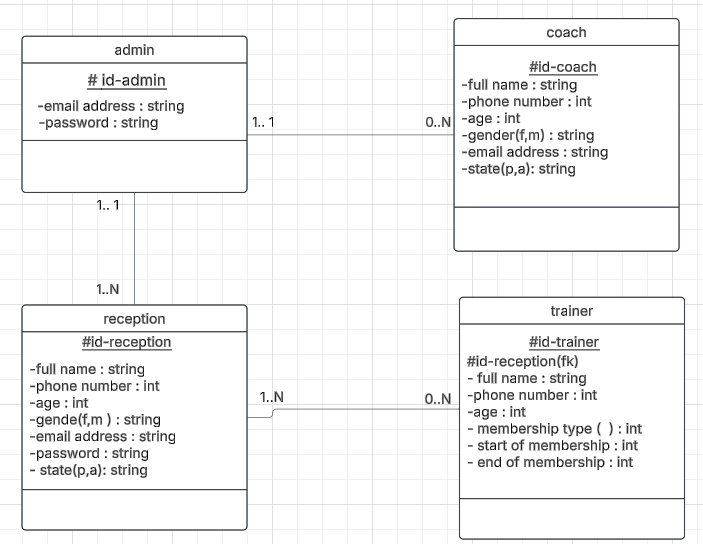 admin
# id-admin
-email address : string
-password : string
1.. 1
0..N
coach
#id-coach
-full name : string
-phone number : int
-age : int
-gender(f,m) : string
-email address : string
-state(p,a): string
1.. 1
1..N
reception
#id-reception
-full name : string
-phone number : int
-age : int
-gende(f,m ) : string
-email address : string
-password : string
- state(p,a): string
1..N
0..N
trainer
#id-trainer
#id-reception(fk)
- full name : string
-phone number : int
-age : int
- membership type ( ) : int
- start of membership : int
- end of membership : int